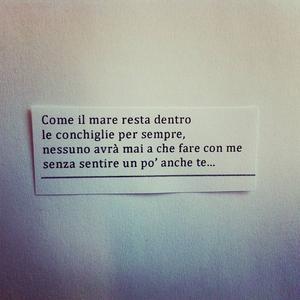 Come il mare resta dentro
le conchiglie per sempre,
nessuno avrà mai a che fare con me
senza sentire un po' anche te...